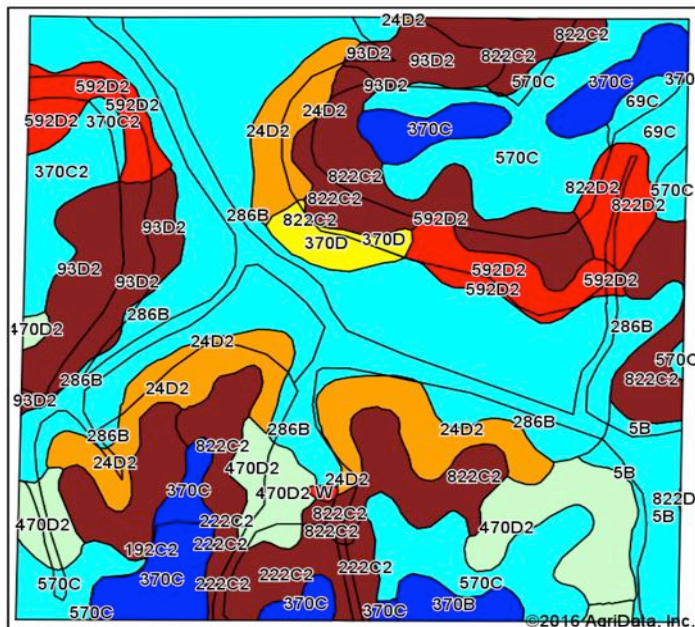 24D2
93D2 822C2 822C2
93D2 570C 370C 370
592D2 93D2
592D2
592D2 24D2 24D2 69C
370C2 370C 69C
570C
370C2 822C2 822D2 570C
822C2 822D2
286B 822C2 592D2
93D2 370D 370D
93D2 592D2 592D2
93D2 592D2
286B 286B
470D2
24D2 570C
286B 24D2 822C2
93D2
286B 286B 286B 5B
24D2
822C2
24D2 470D2 24D2 822C2 5B
370C 470D2 W 822D
470D2 222C2 822C2 5B
822C2 470D2
192C2 222C2
570C 370C 222C2 222C2 222C2 570C
570C 370C 370C 370B
©2016 AgriData, Inc.